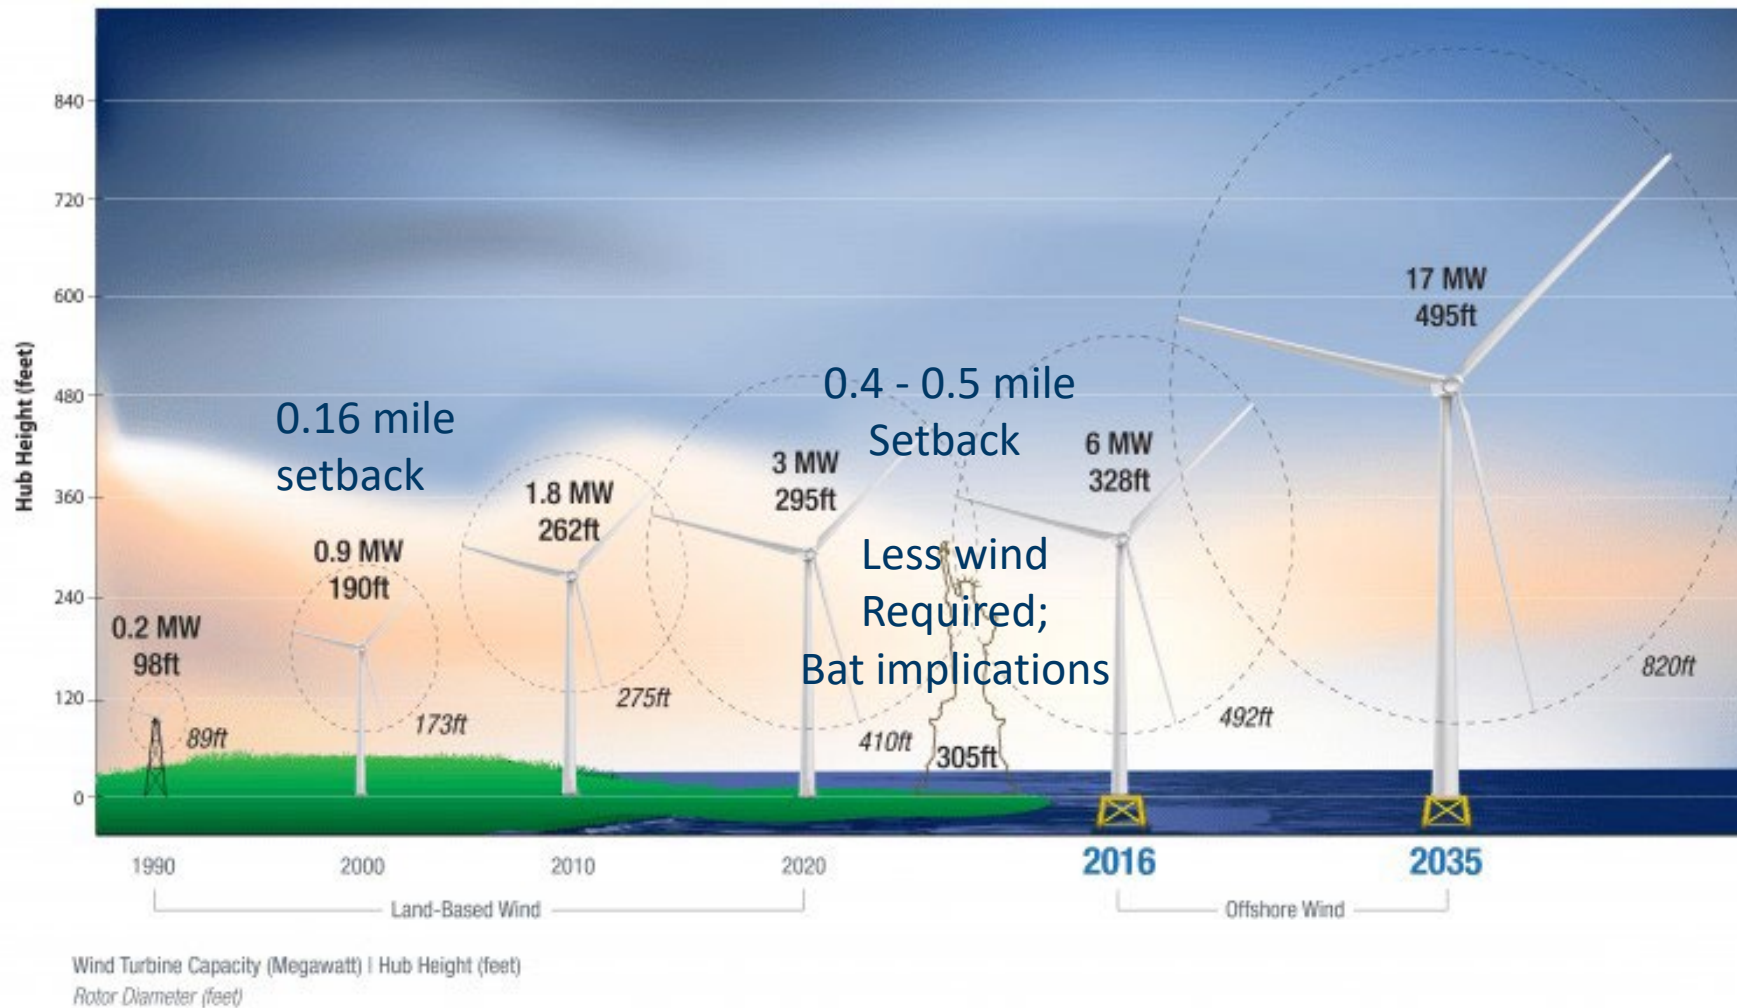 Hub Height (feet)
840
720
600
480
360
240
120
0
0.2 MW
98ft
89ft
0.16 mile
setback
0.9 MW
190ft
173ft
1.8 MW
262ft
275ft
3 MW
295ft
410ft
0.4 - 0.5 mile
Setback
Less wind
Required;
Bat implications
305ft
6 MW
328ft
492ft
17 MW
495ft
820ft
1990
2000
2010
2020
2016
2035
Land-Based Wind
Offshore Wind
Wind Turbine Capacity (Megawatt) | Hub Height (feet)
Rotor Diameter (feet)